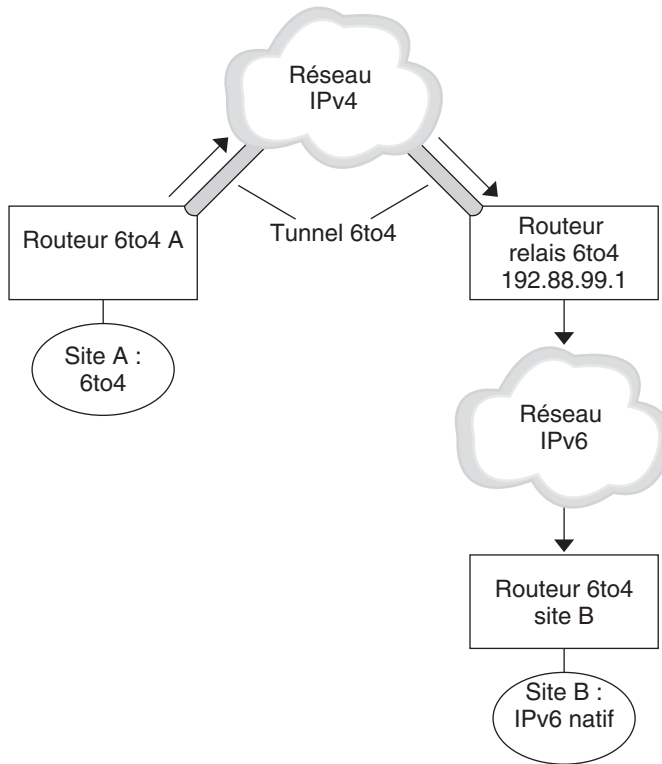 Réseau
IPv4
Routeur 6to4 A
Tunnel 6to4
Routeur
relais 6to4
192.88.99.1
Site A :
6to4
Réseau
IPv6
Routeur 6to4
site B
Site B :
IPv6 natif